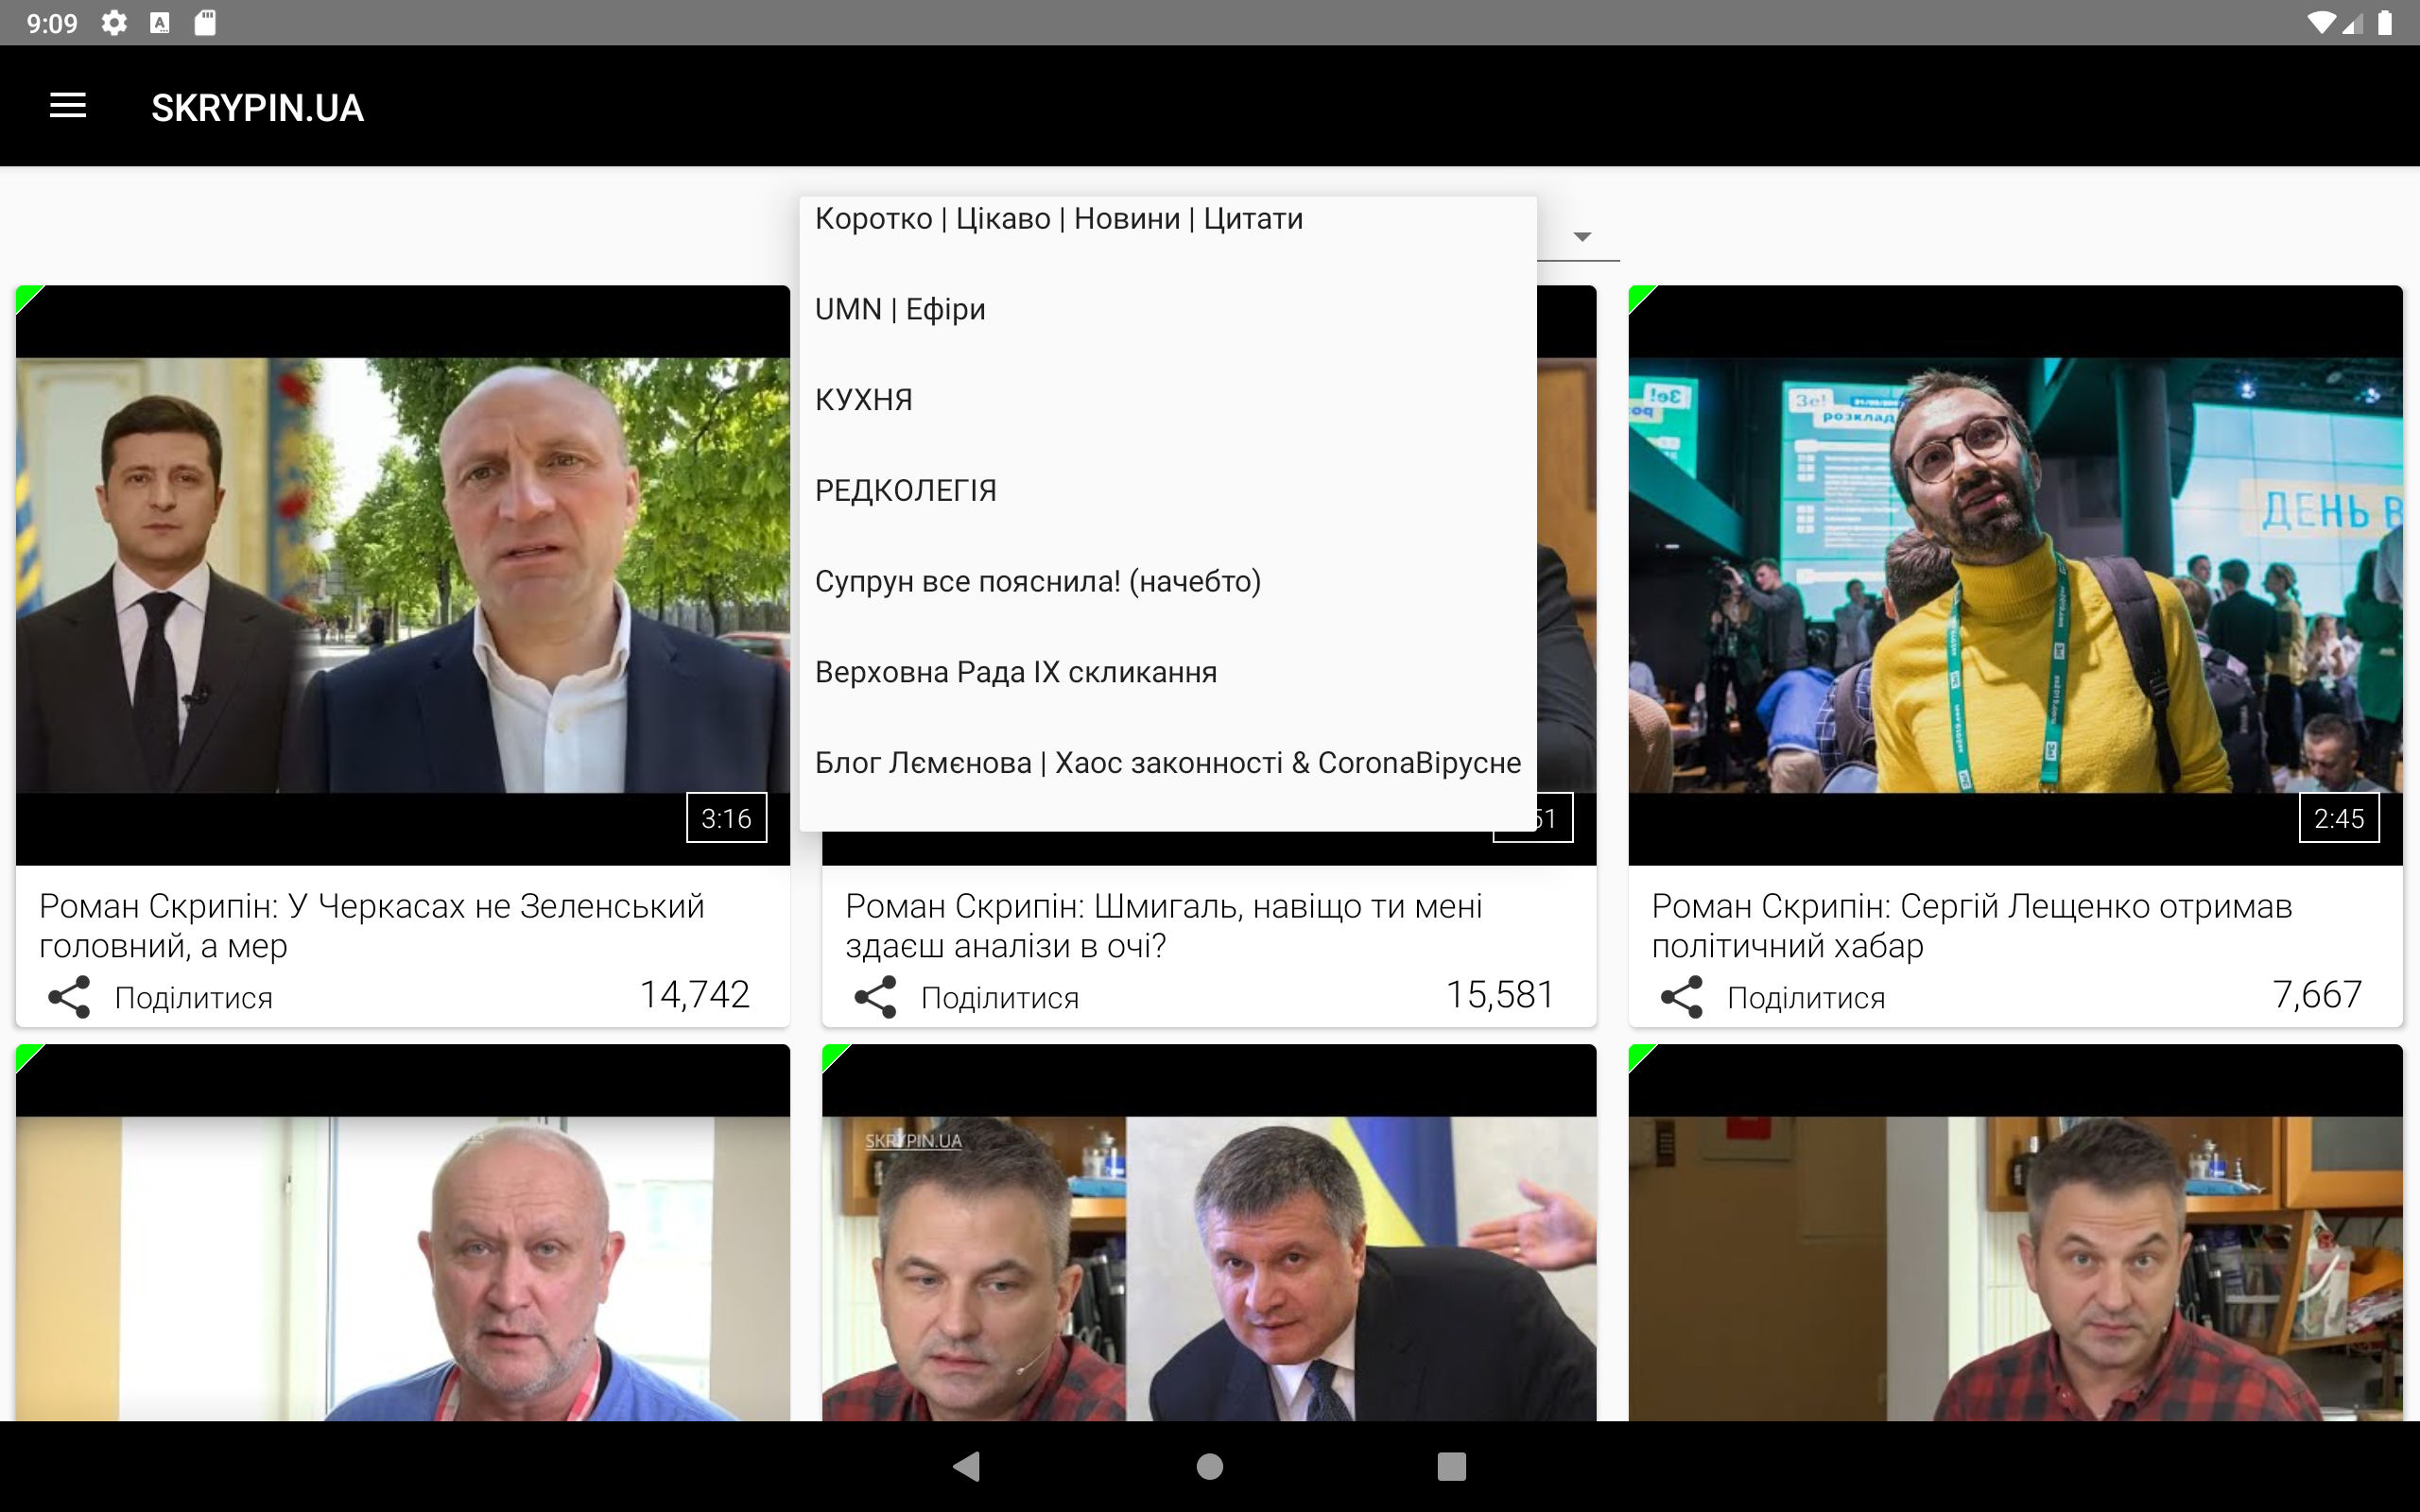 9:09
SKRYPIN.UA
Коротко | Цікаво | Новини | Цитати
UMN | Ефіри
КУХНЯ
РЕДКОЛЕГІЯ
Супрун все пояснила! (начебто)
Верховна Рада IX скликання
Блог Лємєнова | Хаос законності & CoronaВірусне
Зе!
розклад
ДЕНЬ В
3:16
51
2:45
Роман Скрипін: У Черкасах не Зеленський
головний, а мер
Поділитися
14,742
Роман Скрипін: Шмигаль, навіщо ти мені
здаєш аналізи в очі?
Поділитися
15,581
Роман Скрипін: Сергій Лещенко отримав
політичний хабар
Поділитися
7,667
SKRYPIN.UA